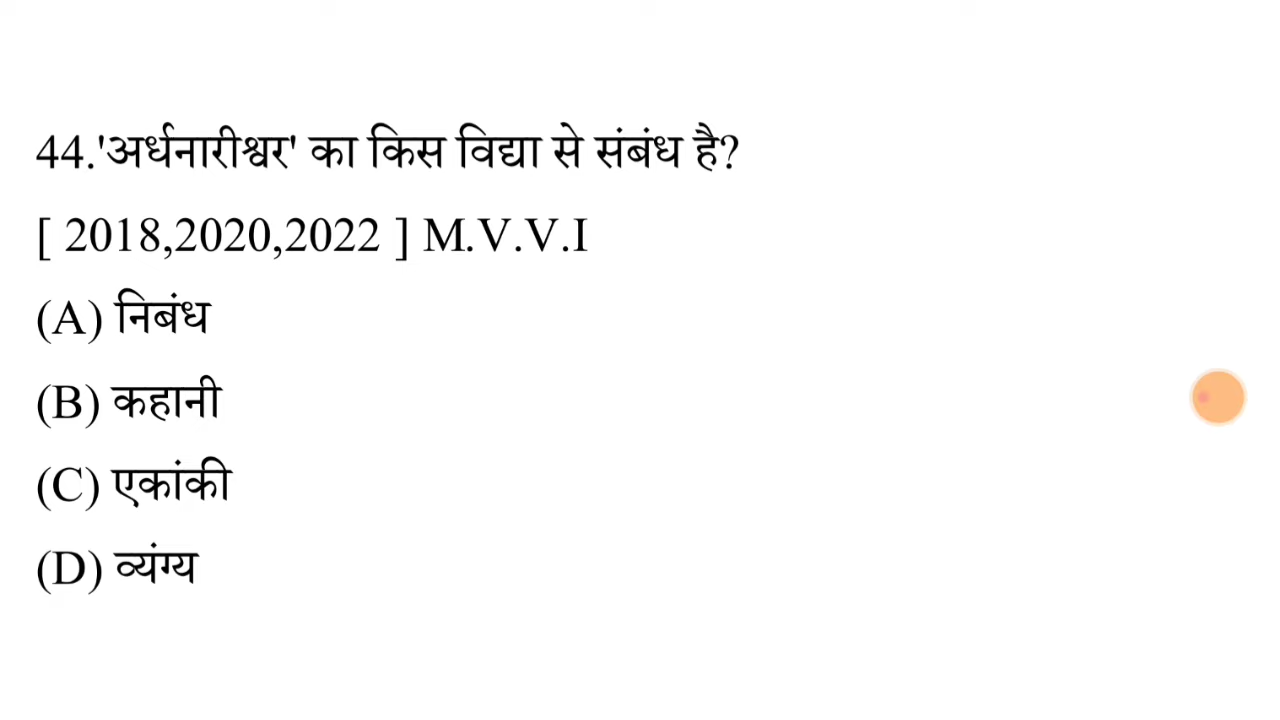 44.'अर्धनारीश्वर' का किस विद्या से संबंध है?
[ 2018,2020,2022 ] M.V.V.I
(A) निबंध
(B) कहानी
(C) एकांकी
(D) व्यंग्य